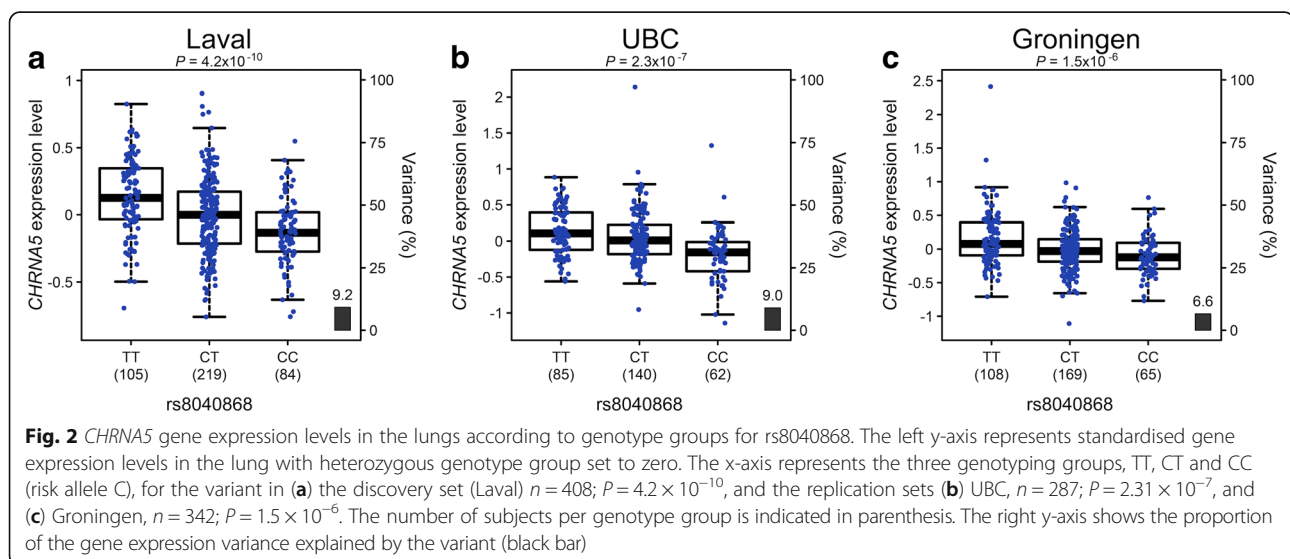 a
Laval
P = 4.2x10-10
CHRNA5 expression level
1
0.5
0
-0.5
100
75
50
25
0
Variance (%)
9.2
TT
CT
CC
(105)
(219)
(84)
rs8040868
b
UBC
P = 2.3x10-7
CHRNA5 expression level
2
1.5
1
0.5
0
-0.5
-1
100
75
50
25
0
Variance (%)
9.0
TT
CT
CC
(85)
(140)
(62)
rs8040868
c
Groningen
P = 1.5x10-6
CHRNA5 expression level
2.5
2
1.5
1
0.5
0
-0.5
-1
100
75
50
25
0
Variance (%)
6.6
TT
CT
CC
(108)
(169)
(65)
rs8040868
Fig. 2 CHRNA5 gene expression levels in the lungs according to genotype groups for rs8040868. The left y-axis represents standardised gene
expression levels in the lung with heterozygous genotype group set to zero. The x-axis represents the three genotyping groups, TT, CT and CC
(risk allele C), for the variant in (a) the discovery set (Laval) n = 408; P = 4.2 × 10−10, and the replication sets (b) UBC, n = 287; P = 2.31 × 10−7, and
(c) Groningen, n = 342; P = 1.5 × 10−6. The number of subjects per genotype group is indicated in parenthesis. The right y-axis shows the proportion
of the gene expression variance explained by the variant (black bar)